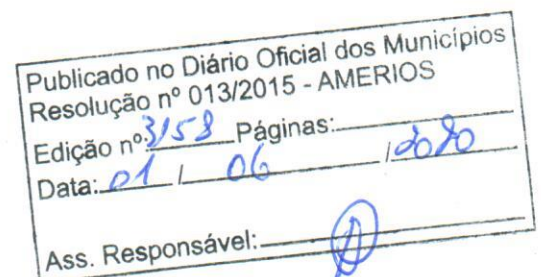 Publicado no Diário Oficial dos Municípios
Resolução nº 013/2015 - AMERIOS
Edição nº: 3158 Páginas:
Data: 01 / 06 / 2020
Ass. Responsável: